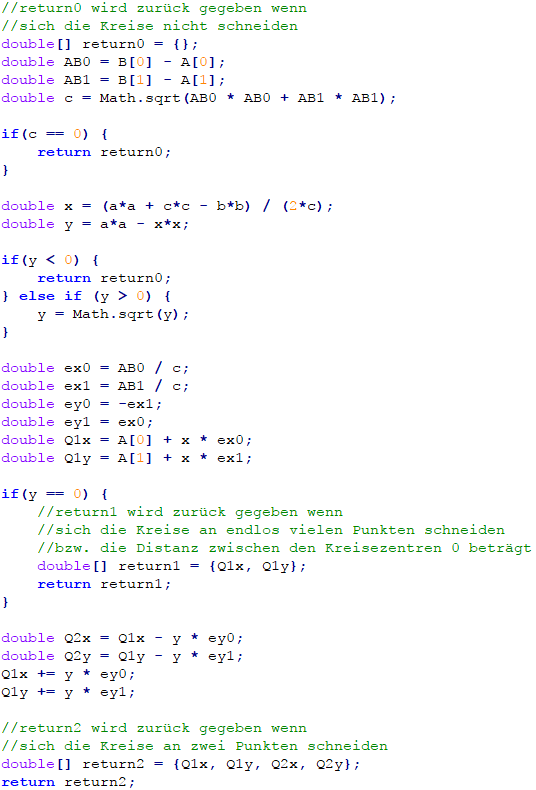 //return0 wird zurück gegeben wenn
//sich die Kreise nicht schneiden
double[] return0 = {};
double AB0 = B[0] - A[0];
double AB1 = B[1] - A[1];
double c = Math.sqrt(AB0 * AB0 + AB1 * AB1);

if(c == 0) {
    return return0;
}

double x = (a*a + c*c - b*b) / (2*c);
double y = a*a - x*x;

if(y < 0) {
    return return0;
} else if (y > 0) {
    y = Math.sqrt(y);
}

double ex0 = AB0 / c;
double ex1 = AB1 / c;
double ey0 = -ex1;
double ey1 = ex0;
double Q1x = A[0] + x * ex0;
double Q1y = A[1] + x * ex1;

if(y == 0) {
    //return1 wird zurück gegeben wenn
    //sich die Kreise an endlos vielen Punkten schneiden
    //bzw. die Distanz zwischen den Kreisezentren 0 beträgt
    double[] return1 = {Q1x, Q1y};
    return return1;
}

double Q2x = Q1x - y * ey0;
double Q2y = Q1y - y * ey1;
Q1x += y * ey0;
Q1y += y * ey1;

//return2 wird zurück gegeben wenn
//sich die Kreise an zwei Punkten schneiden
double[] return2 = {Q1x, Q1y, Q2x, Q2y};
return return2;